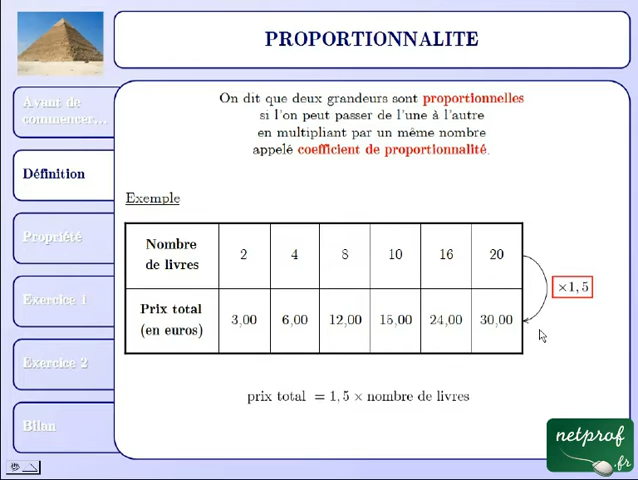 PROPORTIONNALITE
Avant de
commencer...
Définition
Propriété
Exercice 1
Exercice 2
Bilan
On dit que deux grandeurs sont proportionnelles
si l'on peut passer de l'une à l'autre
en multipliant par un même nombre
appelé coefficient de proportionnalité.
Exemple
Nombre
de livres
2 4 8 10 16 20
Prix total
(en euros)
3,00 6,00 12,00 15,00 24,00 30,00
×1,5
prix total = 1,5 × nombre de livres
netprof
.fr